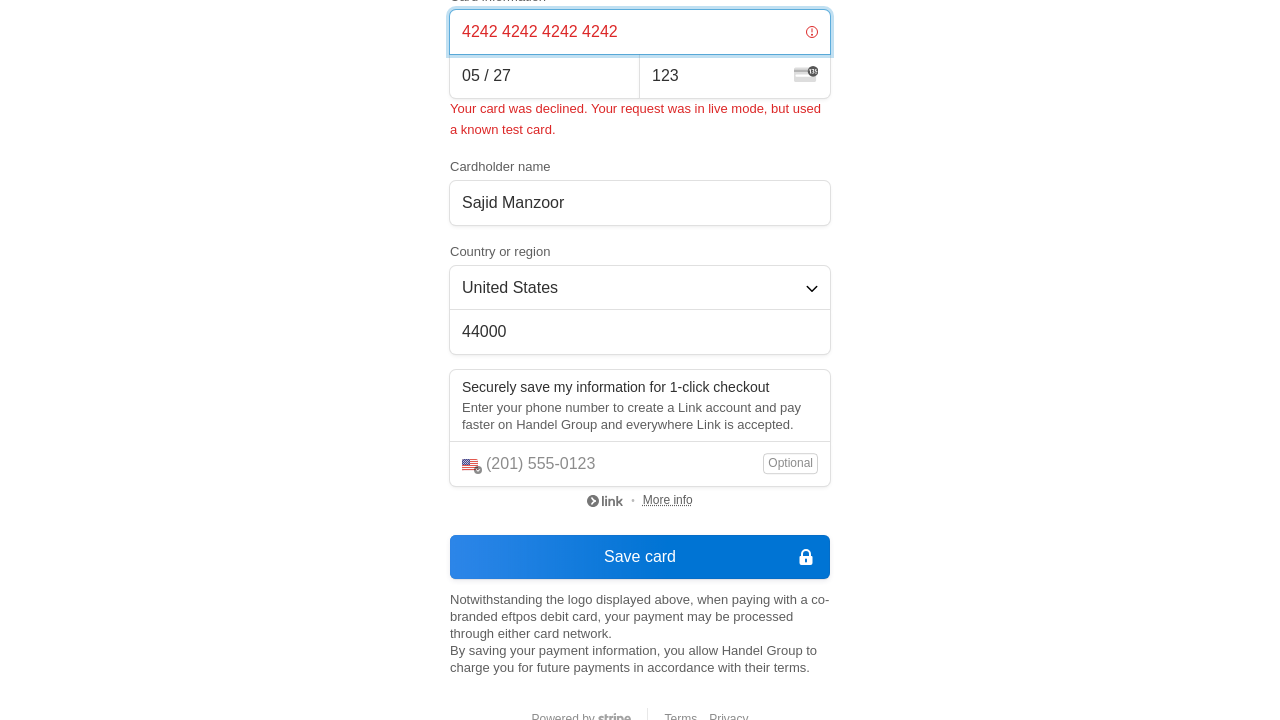 4242 4242 4242 4242
05 / 27
123
Your card was declined. Your request was in live mode, but used
a known test card.
Cardholder name
Sajid Manzoor
Country or region
United States
44000
Securely save my information for 1-click checkout
Enter your phone number to create a Link account and pay
faster on Handel Group and everywhere Link is accepted.
(201) 555-0123
Optional
link • More info
Save card
Notwithstanding the logo displayed above, when paying with a co-
branded eftpos debit card, your payment may be processed
through either card network.
By saving your payment information, you allow Handel Group to
charge you for future payments in accordance with their terms.
Powered by stripe
Terms Privacy